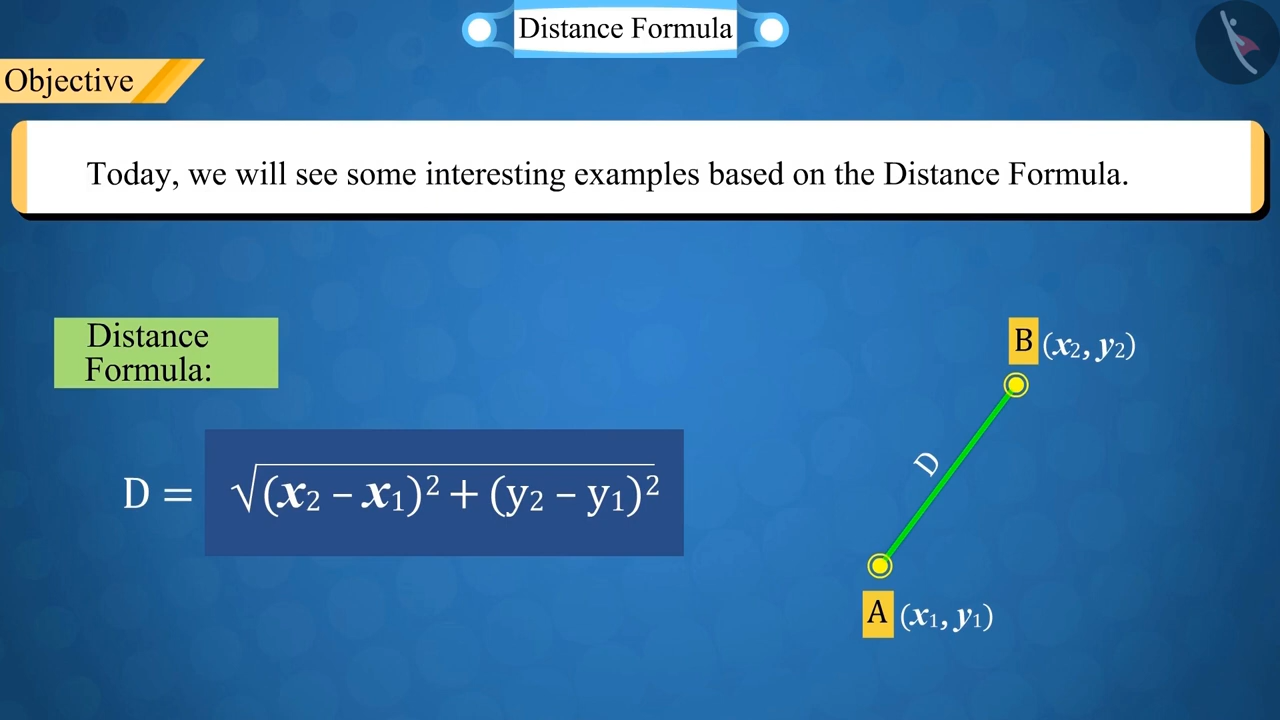 Distance Formula
Objective
Today, we will see some interesting examples based on the Distance Formula.
Distance
Formula:
B (x₂, y₂)
D = √(x₂ – x₁)² + (y₂ – y₁)²
D
A (x₁, y₁)